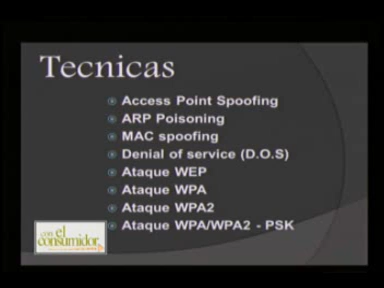 Tecnicas
Access Point Spoofing
ARP Poisoning
MAC spoofing
Denial of service (D.O.S)
Ataque WEP
Ataque WPA
Ataque WPA2
Ataque WPA/WPA2 - PSK
con el
consumidor